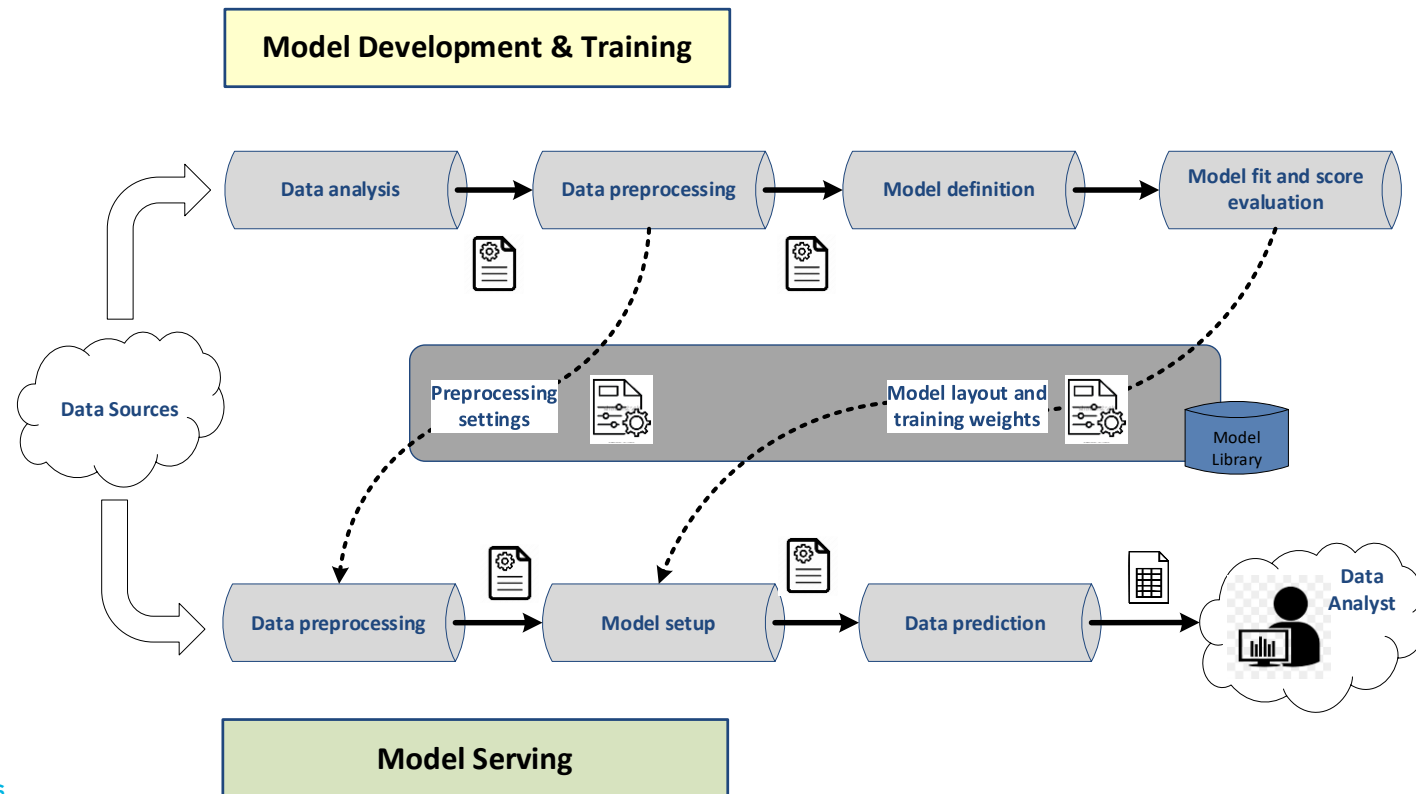 Model Development & Training
Data analysis
Data preprocessing
Model definition
Model fit and score
evaluation
Data Sources
Preprocessing
settings
Model layout and
training weights
Model
Library
Data preprocessing
Model setup
Data prediction
Data
Analyst
Model Serving
s